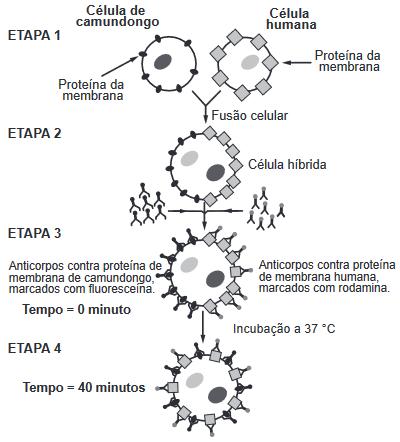 Célula de
camundongo
Célula
humana
ETAPA 1
Proteína da
membrana
Proteína da
membrana
Fusão celular
ETAPA 2
Célula híbrida
ETAPA 3
Anticorpos contra proteína de
membrana de camundongo,
marcados com fluoresceína.
Anticorpos contra proteína
de membrana humana,
marcados com rodamina.
Tempo = 0 minuto
Incubação a 37 °C
ETAPA 4
Tempo = 40 minutos